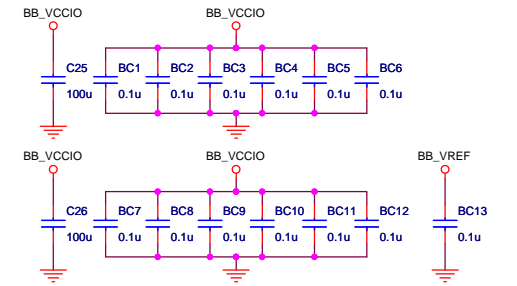 BB_VCCIO BB_VCCIO
C25 BC1 BC2 BC3 BC4 BC5 BC6
100u 0.1u 0.1u 0.1u 0.1u 0.1u 0.1u
BB_VCCIO BB_VCCIO BB_VREF
C26 BC7 BC8 BC9 BC10 BC11 BC12 BC13
100u 0.1u 0.1u 0.1u 0.1u 0.1u 0.1u 0.1u